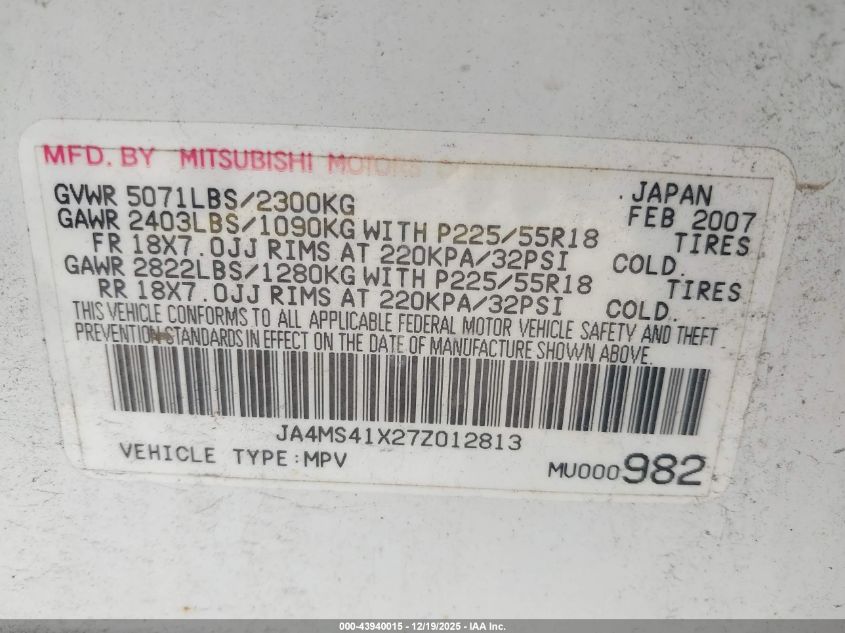 MFD. BY MITSUBISHI MOTORS
JAPAN
GVWR 5071LBS/2300KG FEB 2007
GAWR 2403LBS/1090KG WITH P225/55R18 TIRES
FR 18X7.0JJ RIMS AT 220KPA/32PSI COLD.
GAWR 2822LBS/1280KG WITH P225/55R18 TIRES
RR 18X7.0JJ RIMS AT 220KPA/32PSI COLD.
THIS VEHICLE CONFORMS TO ALL APPLICABLE FEDERAL MOTOR VEHICLE SAFETY AND THEFT
PREVENTION STANDARDS IN EFFECT ON THE DATE OF MANUFACTURE SHOWN ABOVE.
JA4MS41X27Z012813
VEHICLE TYPE:MPV MU000982
000-43940015 - 12/19/2025 - IAA Inc.